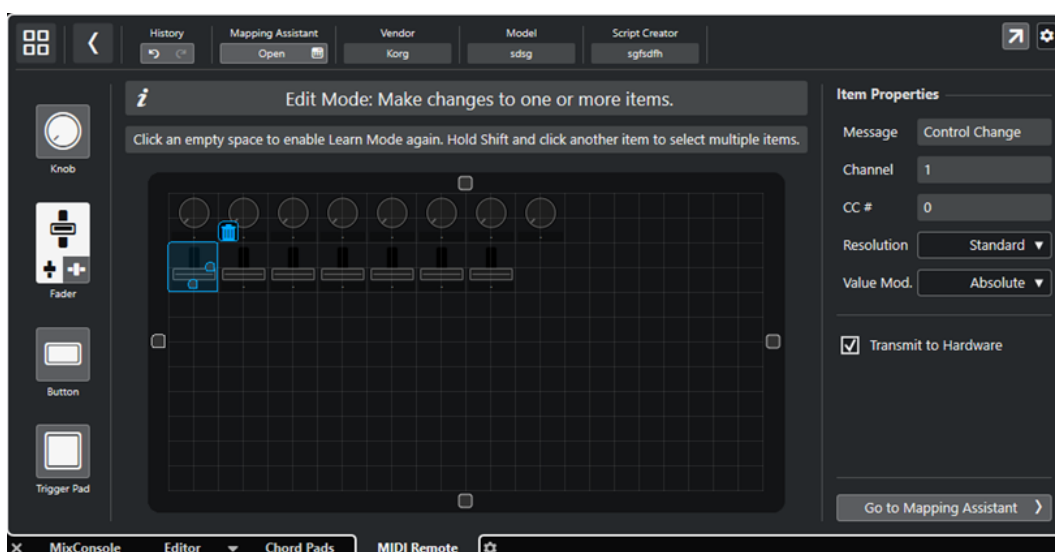 History Mapping Assistant Vendor Model Script Creator
Open Korg sdsg sgfsdfh
i Edit Mode: Make changes to one or more items.
Click an empty space to enable Learn Mode again. Hold Shift and click another item to select multiple items.
Knob
Fader
Button
Trigger Pad
Item Properties
Message Control Change
Channel 1
CC # 0
Resolution Standard
Value Mod. Absolute
Transmit to Hardware
Go to Mapping Assistant
MixConsole Editor Chord Pads MIDI Remote